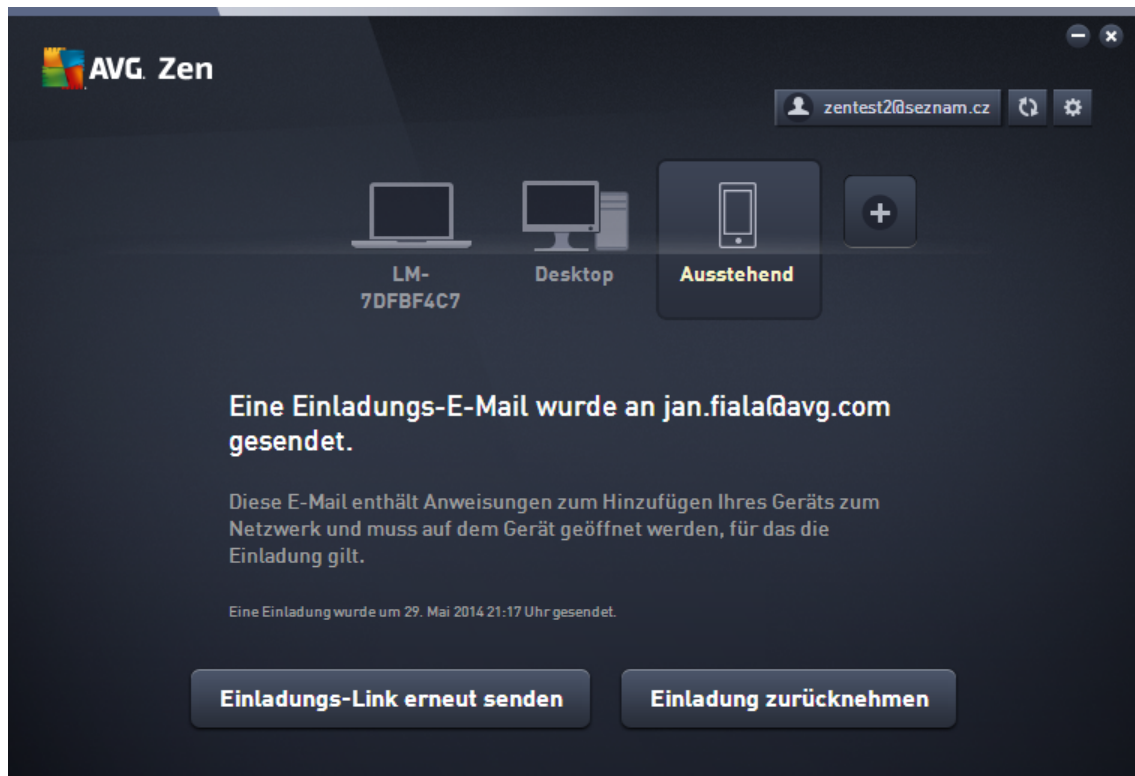 AVG. Zen
zentest2@seznam.cz
LM-
7DFBF4C7
Desktop
Ausstehend
Eine Einladungs-E-Mail wurde an jan.fiala@avg.com
gesendet.
Diese E-Mail enthält Anweisungen zum Hinzufügen Ihres Geräts zum
Netzwerk und muss auf dem Gerät geöffnet werden, für das die
Einladung gilt.
Eine Einladung wurde um 29. Mai 2014 21:17 Uhr gesendet.
Einladungs-Link erneut senden
Einladung zurücknehmen